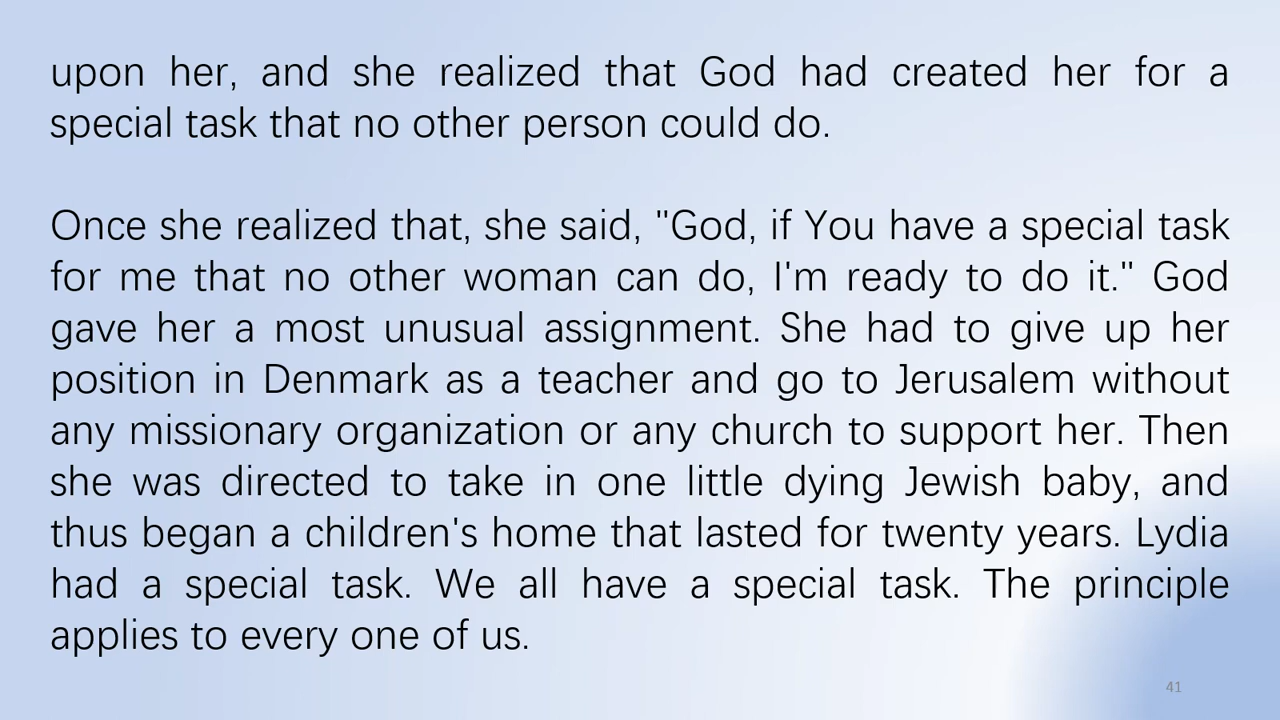 upon her, and she realized that God had created her for a
special task that no other person could do.
Once she realized that, she said, "God, if You have a special task
for me that no other woman can do, I'm ready to do it." God
gave her a most unusual assignment. She had to give up her
position in Denmark as a teacher and go to Jerusalem without
any missionary organization or any church to support her. Then
she was directed to take in one little dying Jewish baby, and
thus began a children's home that lasted for twenty years. Lydia
had a special task. We all have a special task. The principle
applies to every one of us.
41